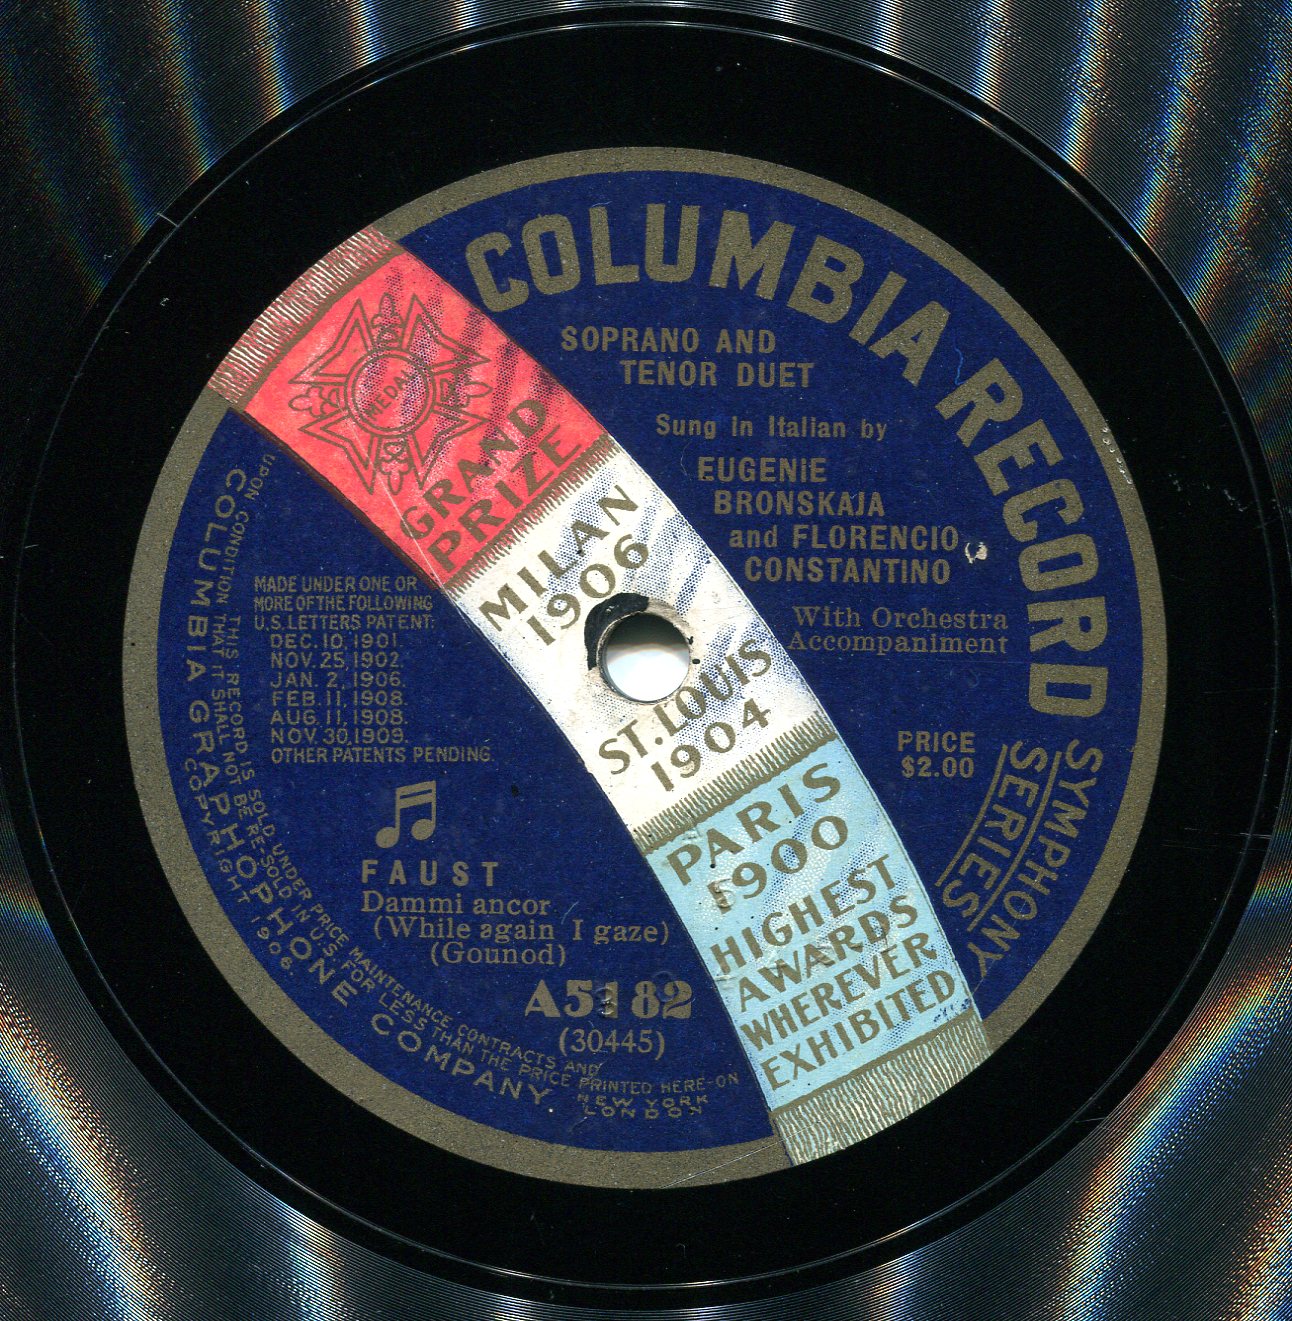 COLUMBIA RECORD
SYMPHONY
SERIES
SOPRANO AND
TENOR DUET
Sung in Italian by
EUGENIE
BRONSKAJA
and FLORENCIO
CONSTANTINO
With Orchestra
Accompaniment
PRICE
$2.00
MEDAL
GRAND
PRIZE
MILAN
1906
ST. LOUIS
1904
PARIS
1900
HIGHEST
AWARDS
WHEREVER
EXHIBITED
MADE UNDER ONE OR
MORE OF THE FOLLOWING
U.S. LETTERS PATENT:
DEC. 10, 1901.
NOV. 25, 1902.
JAN. 2, 1906.
FEB. 11, 1908.
AUG. 11, 1908.
NOV. 30, 1909.
OTHER PATENTS PENDING.
FAUST
Dammi ancor
(While again I gaze)
(Gounod)
A5182
(30445)
UPON CONDITION THIS RECORD IS SOLD UNDER PRICE MAINTENANCE CONTRACTS AND
THAT IT SHALL NOT BE RE-SOLD IN U.S. FOR LESS THAN THE PRICE PRINTED HERE-ON
COLUMBIA GRAPHOPHONE COMPANY,
NEW YORK
LONDON
COPYRIGHT 1906.